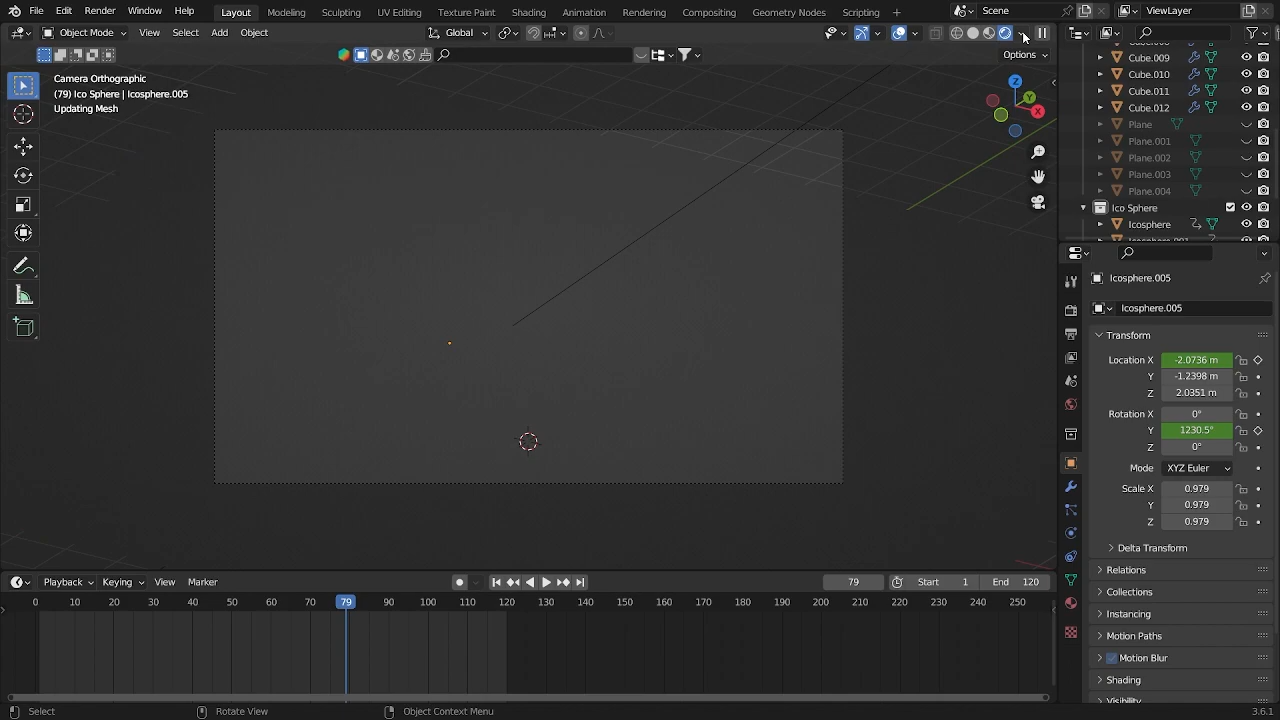 File Edit Render Window Help Layout Modeling Sculpting UV Editing Texture Paint Shading Animation Rendering Compositing Geometry Nodes Scripting Scene ViewLayer
Object Mode View Select Add Object Global
Options
Camera Orthographic
(79) Ico Sphere | Icosphere.005
Updating Mesh
Z
Y
X
Cube.009
Cube.010
Cube.011
Cube.012
Plane
Plane.001
Plane.002
Plane.003
Plane.004
Ico Sphere
Icosphere
Icosphere.005
Icosphere.005
Transform
Location X -2.0736 m
Y -1.2398 m
Z 2.0351 m
Rotation X 0°
Y 1230.5°
Z 0°
Mode XYZ Euler
Scale X 0.979
Y 0.979
Z 0.979
Delta Transform
Relations
Collections
Instancing
Motion Paths
Motion Blur
Shading
Visibility
Playback Keying View Marker 79 Start 1 End 120
0 10 20 30 40 50 60 70 79 90 100 110 120 130 140 150 160 170 180 190 200 210 220 230 240 250
Select Rotate View Object Context Menu 3.6.1